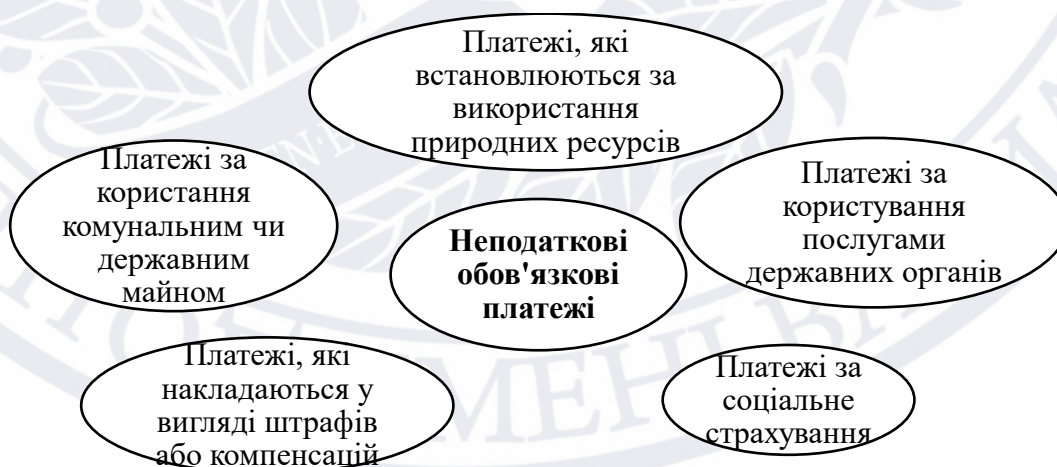 Платежі, які
встановлюються за
використання
природних ресурсів
Платежі за
користання
комунальним чи
державним
майном
Неподаткові
обов'язкові
платежі
Платежі за
користування
послугами
державних органів
Платежі, які
накладаються у
вигляді штрафів
або компенсацій
Платежі за
соціальне
страхування